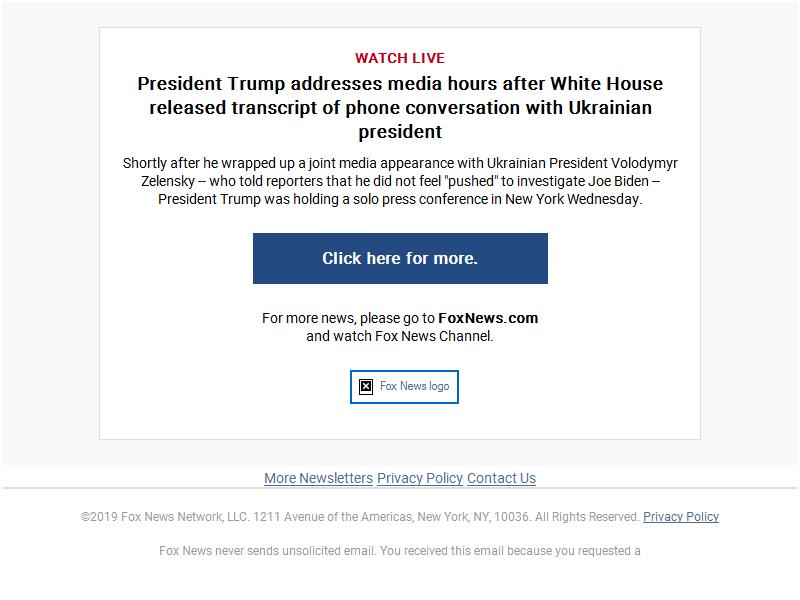 WATCH LIVE
President Trump addresses media hours after White House
released transcript of phone conversation with Ukrainian
president
Shortly after he wrapped up a joint media appearance with Ukrainian President Volodymyr
Zelensky -- who told reporters that he did not feel "pushed" to investigate Joe Biden --
President Trump was holding a solo press conference in New York Wednesday.
Click here for more.
For more news, please go to FoxNews.com
and watch Fox News Channel.
Fox News logo
More Newsletters Privacy Policy Contact Us
©2019 Fox News Network, LLC. 1211 Avenue of the Americas, New York, NY, 10036. All Rights Reserved. Privacy Policy
Fox News never sends unsolicited email. You received this email because you requested a